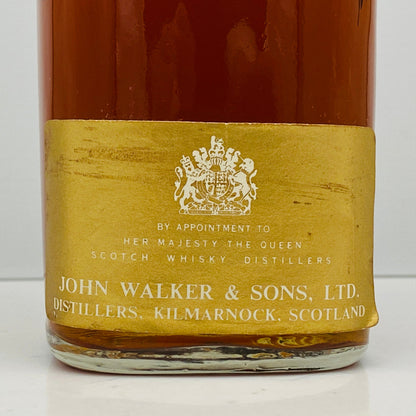 BY APPOINTMENT TO
HER MAJESTY THE QUEEN
SCOTCH WHISKY DISTILLERS
JOHN WALKER & SONS, LTD.
DISTILLERS, KILMARNOCK, SCOTLAND